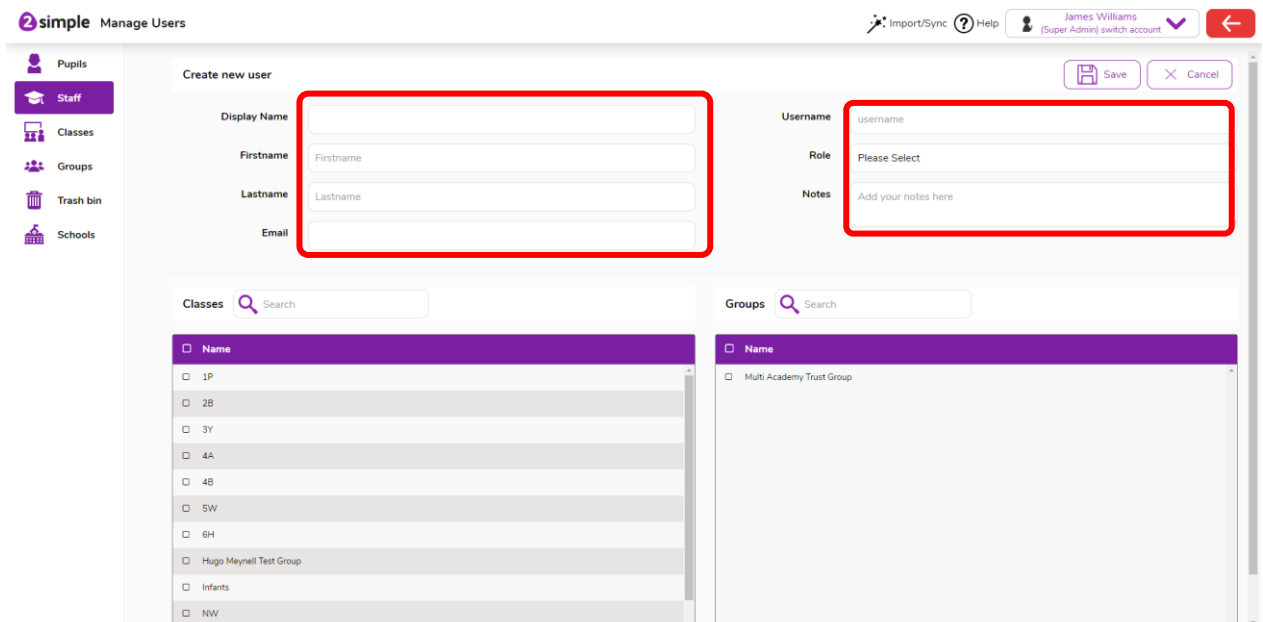 2simple Manage Users
Import/Sync ? Help
James Williams
(Super Admin) switch account
Pupils
Staff
Classes
Groups
Trash bin
Schools
Create new user
Save
Cancel
Display Name
Firstname Firstname
Lastname Lastname
Email
Username username
Role Please Select
Notes Add your notes here
Classes Search
Name
1P
2B
3Y
4A
4B
5W
6H
Hugo Meynell Test Group
Infants
NW
Groups Search
Name
Multi Academy Trust Group